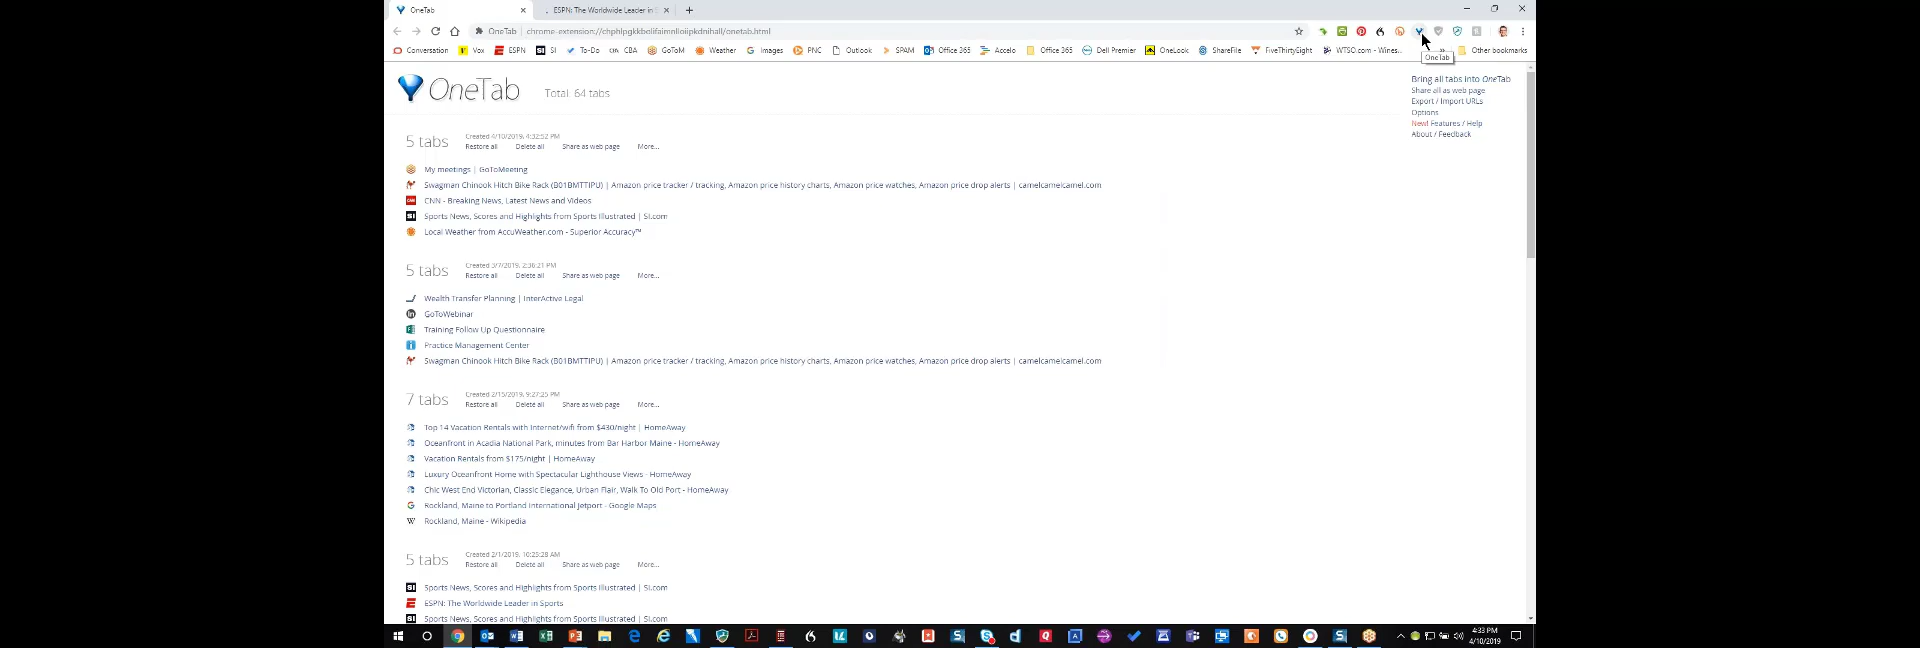 OneTab
ESPN: The Worldwide Leader in S
OneTab | chrome-extension://chphlpgkkbolifaimnlloiipkdnihall/onetab.html
Conversation Vox ESPN SI To-Do CBA GoToM Weather Images PNC Outlook SPAM Office 365 Accelo Office 365 Dell Premier OneLook ShareFile FiveThirtyEight WTSO.com - Wines... » Other bookmarks
OneTab
OneTab Total: 64 tabs
Bring all tabs into OneTab
Share all as web page
Export / Import URLs
Options
New! Features / Help
About / Feedback
5 tabs Created 4/10/2019, 4:32:52 PM
Restore all Delete all Share as web page More...
My meetings | GoToMeeting
Swagman Chinook Hitch Bike Rack (B01BMTTIPU) | Amazon price tracker / tracking, Amazon price history charts, Amazon price watches, Amazon price drop alerts | camelcamelcamel.com
CNN - Breaking News, Latest News and Videos
Sports News, Scores and Highlights from Sports Illustrated | SI.com
Local Weather from AccuWeather.com - Superior Accuracy™
5 tabs Created 3/7/2019, 2:36:21 PM
Restore all Delete all Share as web page More...
Wealth Transfer Planning | InterActive Legal
GoToWebinar
Training Follow Up Questionnaire
Practice Management Center
Swagman Chinook Hitch Bike Rack (B01BMTTIPU) | Amazon price tracker / tracking, Amazon price history charts, Amazon price watches, Amazon price drop alerts | camelcamelcamel.com
7 tabs Created 2/15/2019, 9:27:25 PM
Restore all Delete all Share as web page More...
Top 14 Vacation Rentals with Internet/wifi from $430/night | HomeAway
Oceanfront in Acadia National Park, minutes from Bar Harbor Maine - HomeAway
Vacation Rentals from $175/night | HomeAway
Luxury Oceanfront Home with Spectacular Lighthouse Views - HomeAway
Chic West End Victorian, Classic Elegance, Urban Flair, Walk To Old Port - HomeAway
Rockland, Maine to Portland International Jetport - Google Maps
Rockland, Maine - Wikipedia
5 tabs Created 2/1/2019, 10:25:28 AM
Restore all Delete all Share as web page More...
Sports News, Scores and Highlights from Sports Illustrated | SI.com
ESPN: The Worldwide Leader in Sports
Sports News, Scores and Highlights from Sports Illustrated | SI.com
4:33 PM
4/10/2019